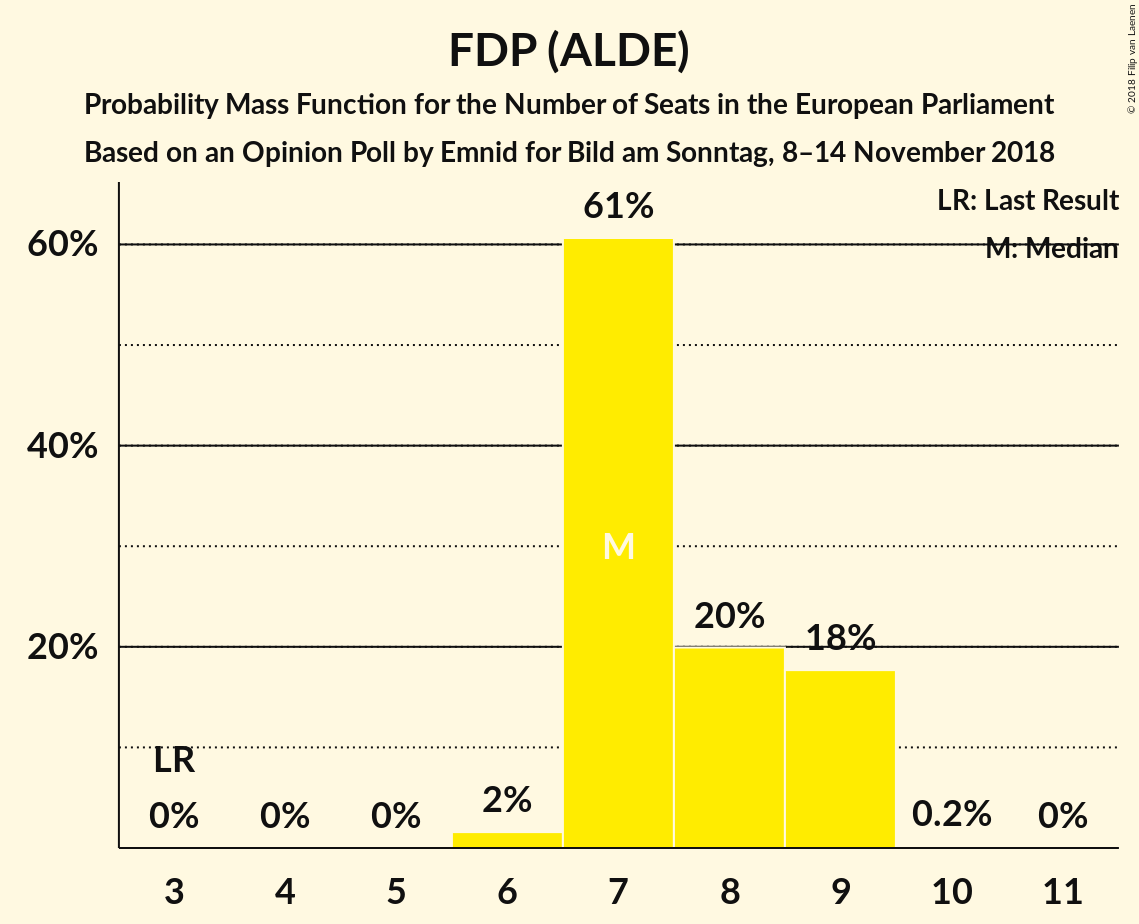 FDP (ALDE)
Probability Mass Function for the Number of Seats in the European Parliament
Based on an Opinion Poll by Emnid for Bild am Sonntag, 8–14 November 2018
© 2018 Filip van Laenen
LR: Last Result
M: Median
60%
40%
20%
61%
M
20%
18%
LR
0%
0%
0%
2%
0.2%
0%
3 4 5 6 7 8 9 10 11